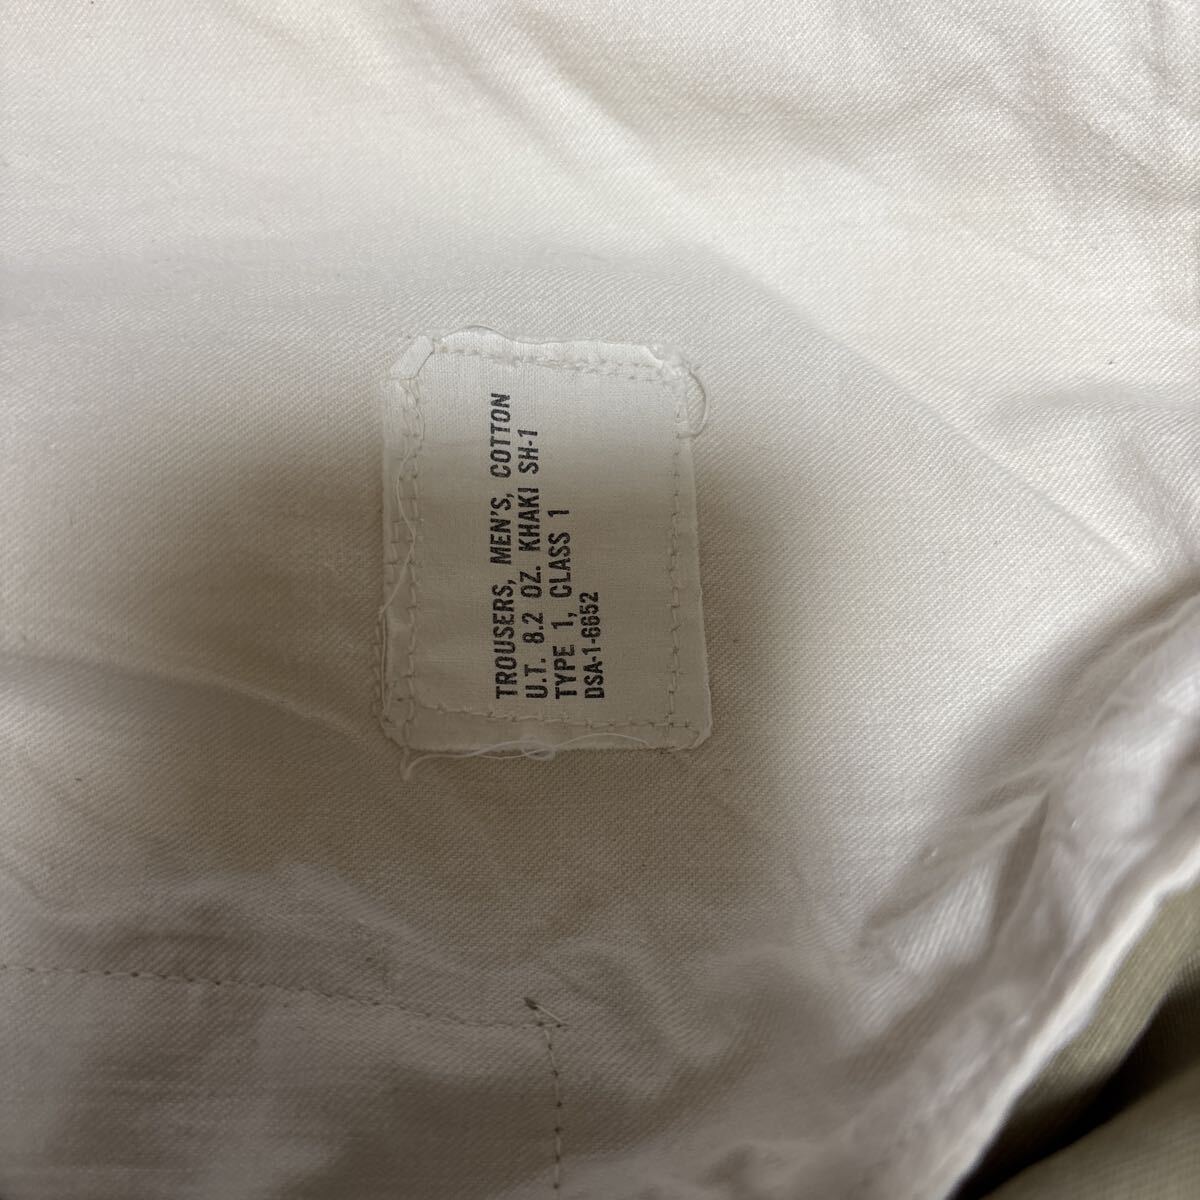 TROUSERS, MEN'S, COTTON
U.T. 8.2 OZ. KHAKI SH-1
TYPE 1, CLASS 1
DSA-1-6652